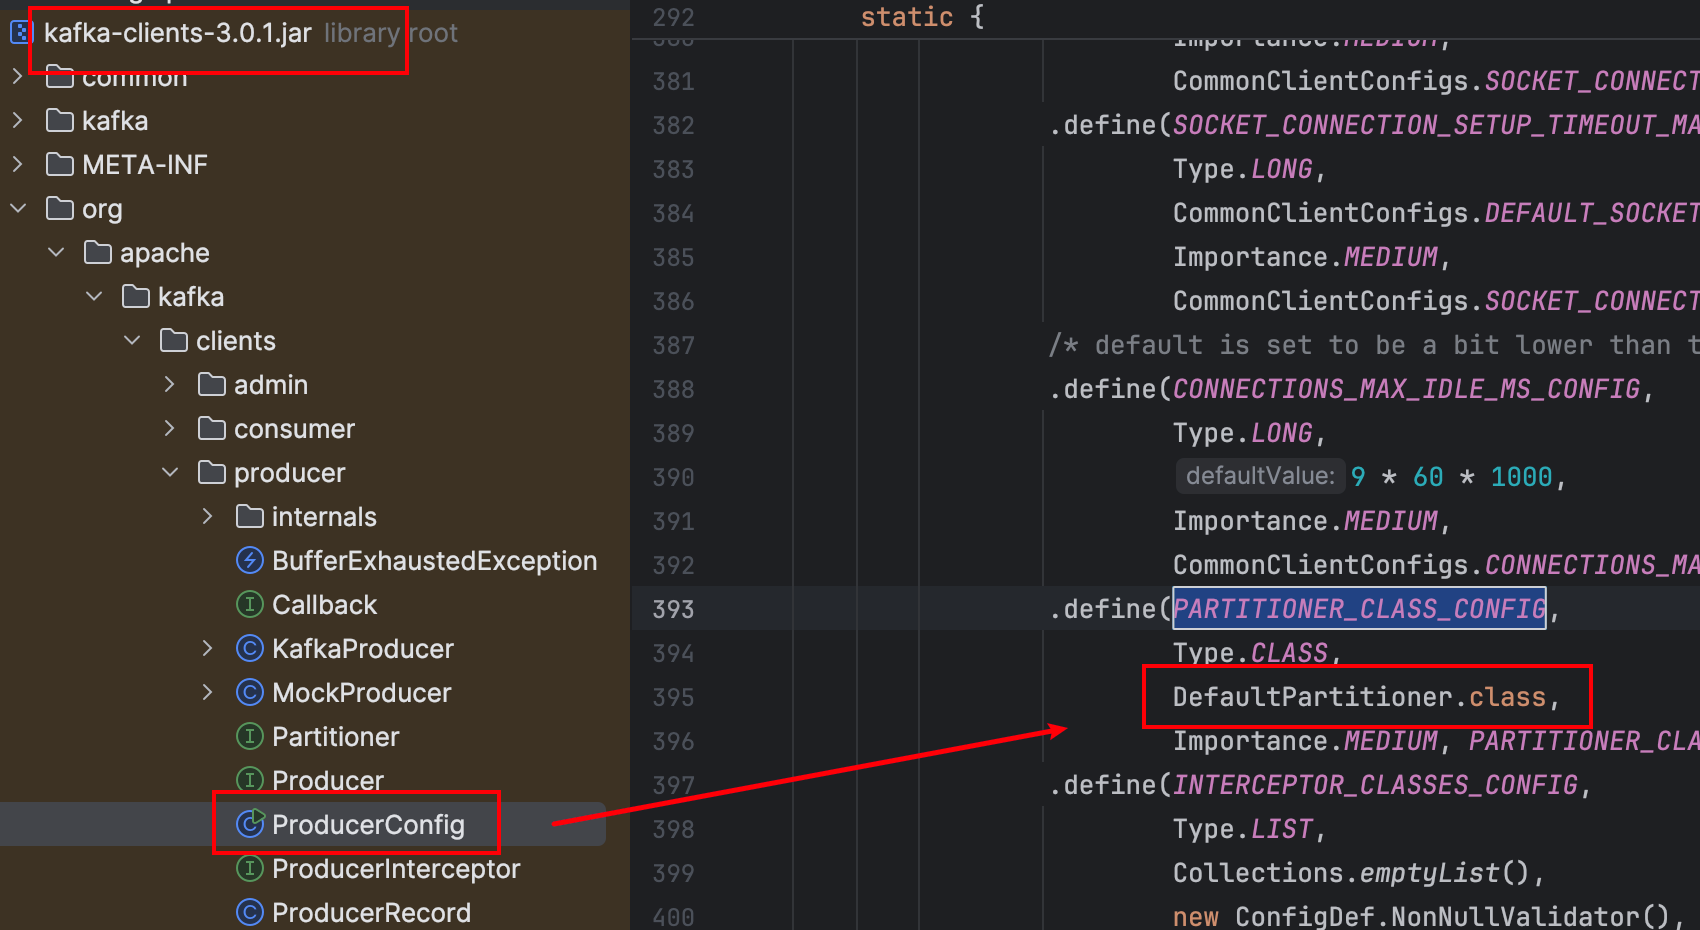 kafka-clients-3.0.1.jar library root
common
kafka
META-INF
org
apache
kafka
clients
admin
consumer
producer
internals
BufferExhaustedException
Callback
KafkaProducer
MockProducer
Partitioner
Producer
ProducerConfig
ProducerInterceptor
ProducerRecord
292 static {
380 Importance.MEDIUM,
381 CommonClientConfigs.SOCKET_CONNECT
382 .define(SOCKET_CONNECTION_SETUP_TIMEOUT_MA
383 Type.LONG,
384 CommonClientConfigs.DEFAULT_SOCKET
385 Importance.MEDIUM,
386 CommonClientConfigs.SOCKET_CONNECT
387 /* default is set to be a bit lower than t
388 .define(CONNECTIONS_MAX_IDLE_MS_CONFIG,
389 Type.LONG,
390 defaultValue: 9 * 60 * 1000,
391 Importance.MEDIUM,
392 CommonClientConfigs.CONNECTIONS_MA
393 .define(PARTITIONER_CLASS_CONFIG,
394 Type.CLASS,
395 DefaultPartitioner.class,
396 Importance.MEDIUM, PARTITIONER_CLA
397 .define(INTERCEPTOR_CLASSES_CONFIG,
398 Type.LIST,
399 Collections.emptyList(),
400 new ConfigDef.NonNullValidator(),